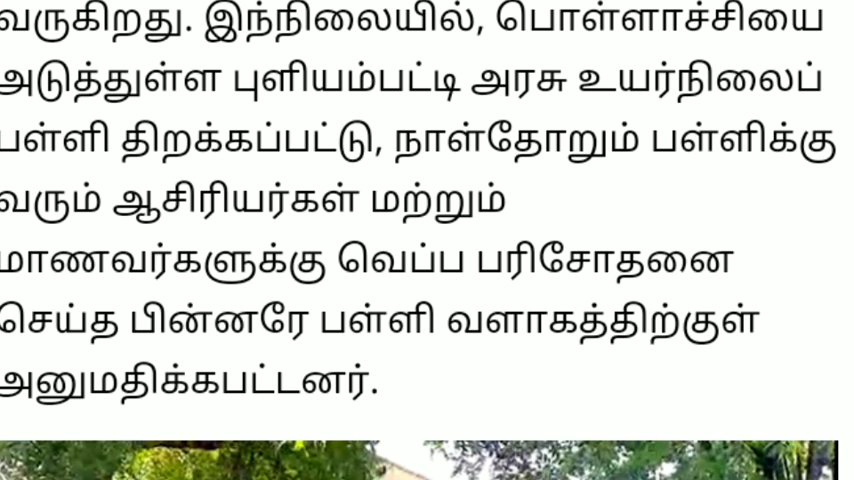 வருகிறது. இந்நிலையில், பொள்ளாச்சியை
அடுத்துள்ள புளியம்பட்டி அரசு உயர்நிலைப்
பள்ளி திறக்கப்பட்டு, நாள்தோறும் பள்ளிக்கு
வரும் ஆசிரியர்கள் மற்றும்
மாணவர்களுக்கு வெப்ப பரிசோதனை
செய்த பின்னரே பள்ளி வளாகத்திற்குள்
அனுமதிக்கபட்டனர்.